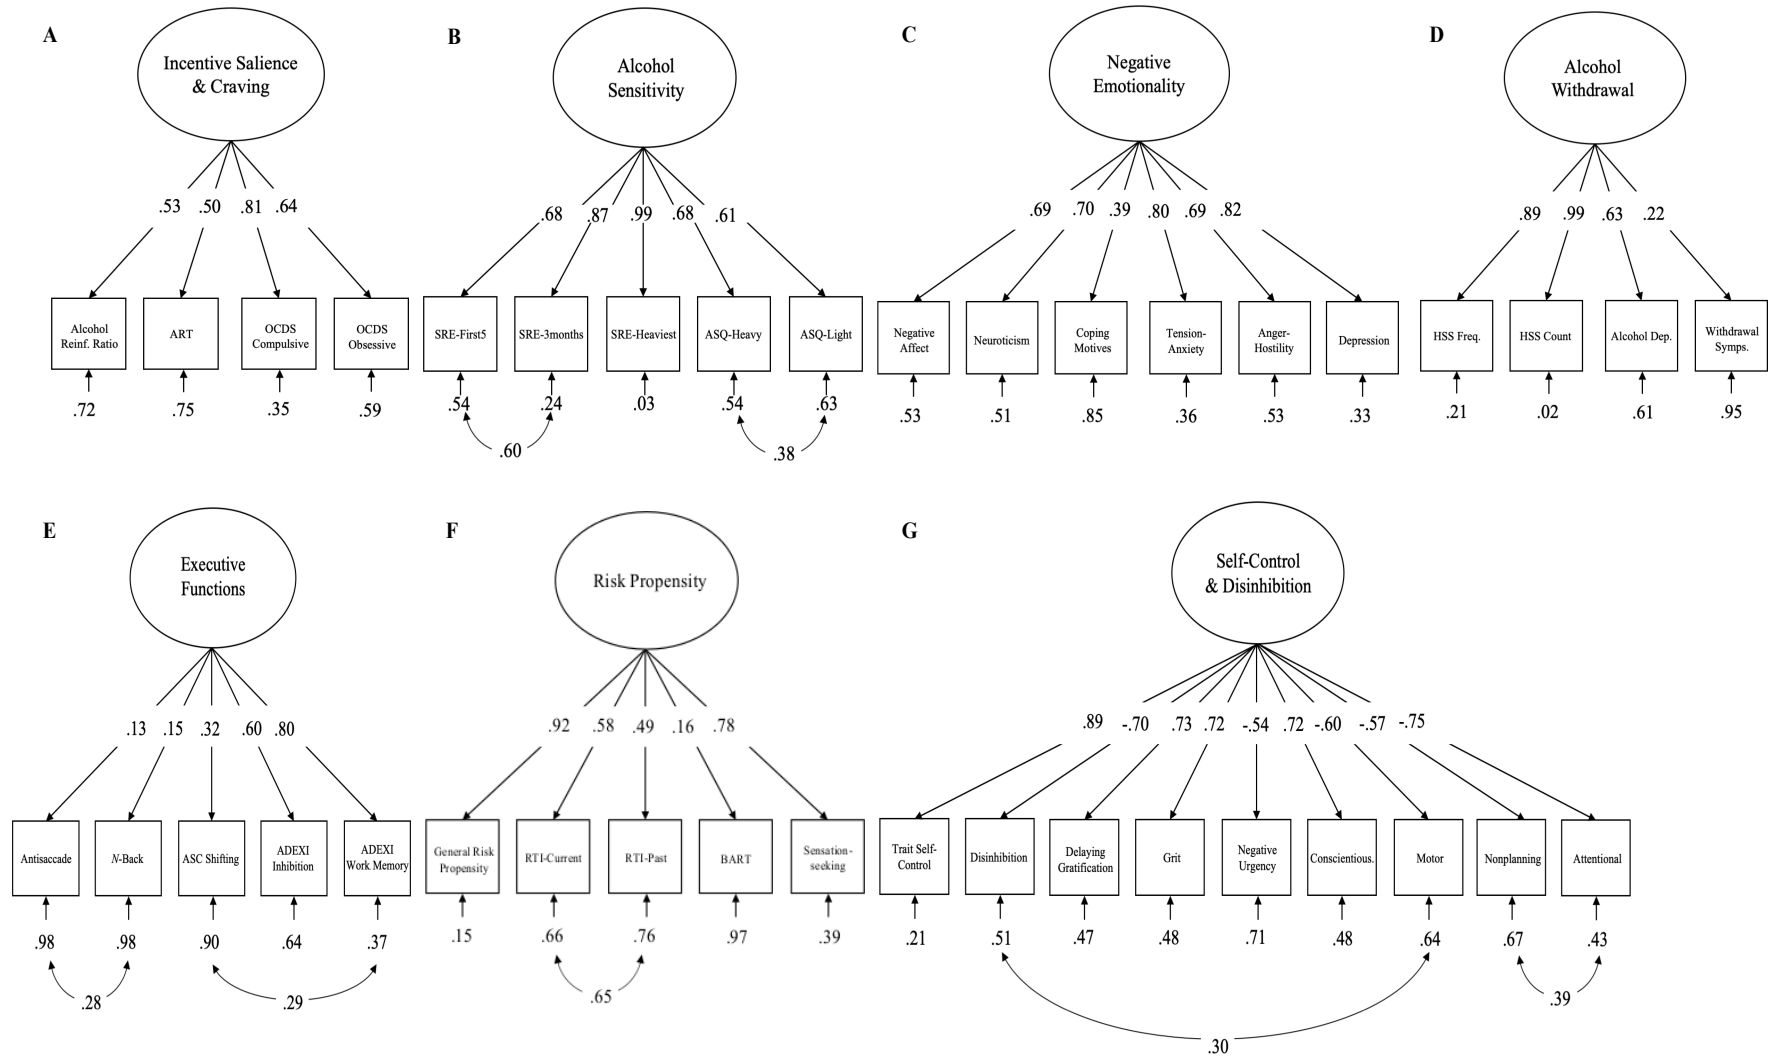 A
Incentive Salience
& Craving
.53 .50 .81 .64
Alcohol
Reinf. Ratio
ART
OCDS
Compulsive
OCDS
Obsessive
.72 .75 .35 .59
B
Alcohol
Sensitivity
.68 .87 .99 .68 .61
SRE-First5
SRE-3months
SRE-Heaviest
ASQ-Heavy
ASQ-Light
.54 .24 .03 .54 .63
.60 .38
C
Negative
Emotionality
.69 .70 .39 .80 .69 .82
Negative
Affect
Neuroticism
Coping
Motives
Tension-
Anxiety
Anger-
Hostility
Depression
.53 .51 .85 .36 .53 .33
D
Alcohol
Withdrawal
.89 .99 .63 .22
HSS Freq.
HSS Count
Alcohol Dep.
Withdrawal
Symps.
.21 .02 .61 .95
E
Executive
Functions
.13 .15 .32 .60 .80
Antisaccade
N-Back
ASC Shifting
ADEXI
Inhibition
ADEXI
Work Memory
.98 .98 .90 .64 .37
.28 .29
F
Risk Propensity
.92 .58 .49 .16 .78
General Risk
Propensity
RTI-Current
RTI-Past
BART
Sensation-
seeking
.15 .66 .76 .97 .39
.65
G
Self-Control
& Disinhibition
.89 -.70 .73 .72 -.54 .72 -.60 -.57 -.75
Trait Self-
Control
Disinhibition
Delaying
Gratification
Grit
Negative
Urgency
Conscientious.
Motor
Nonplanning
Attentional
.21 .51 .47 .48 .71 .48 .64 .67 .43
.39
.30